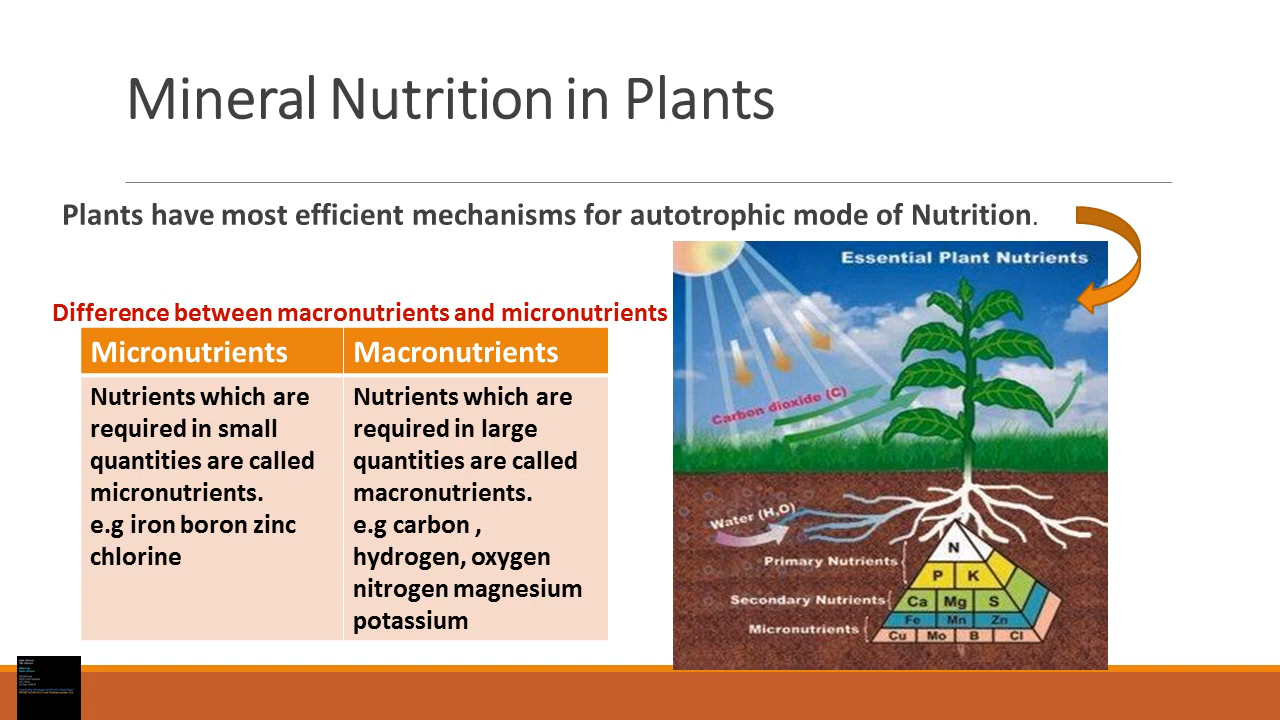 Mineral Nutrition in Plants
Plants have most efficient mechanisms for autotrophic mode of Nutrition.
Difference between macronutrients and micronutrients
Micronutrients
Nutrients which are
required in small
quantities are called
micronutrients.
e.g iron boron zinc
chlorine
Macronutrients
Nutrients which are
required in large
quantities are called
macronutrients.
e.g carbon ,
hydrogen, oxygen
nitrogen magnesium
potassium
Essential Plant Nutrients
Carbon dioxide (C)
Water (H₂O)
N
Primary Nutrients
P K
Secondary Nutrients
Ca Mg S
Fe Mn Zn
Micronutrients
Cu Mo B Cl